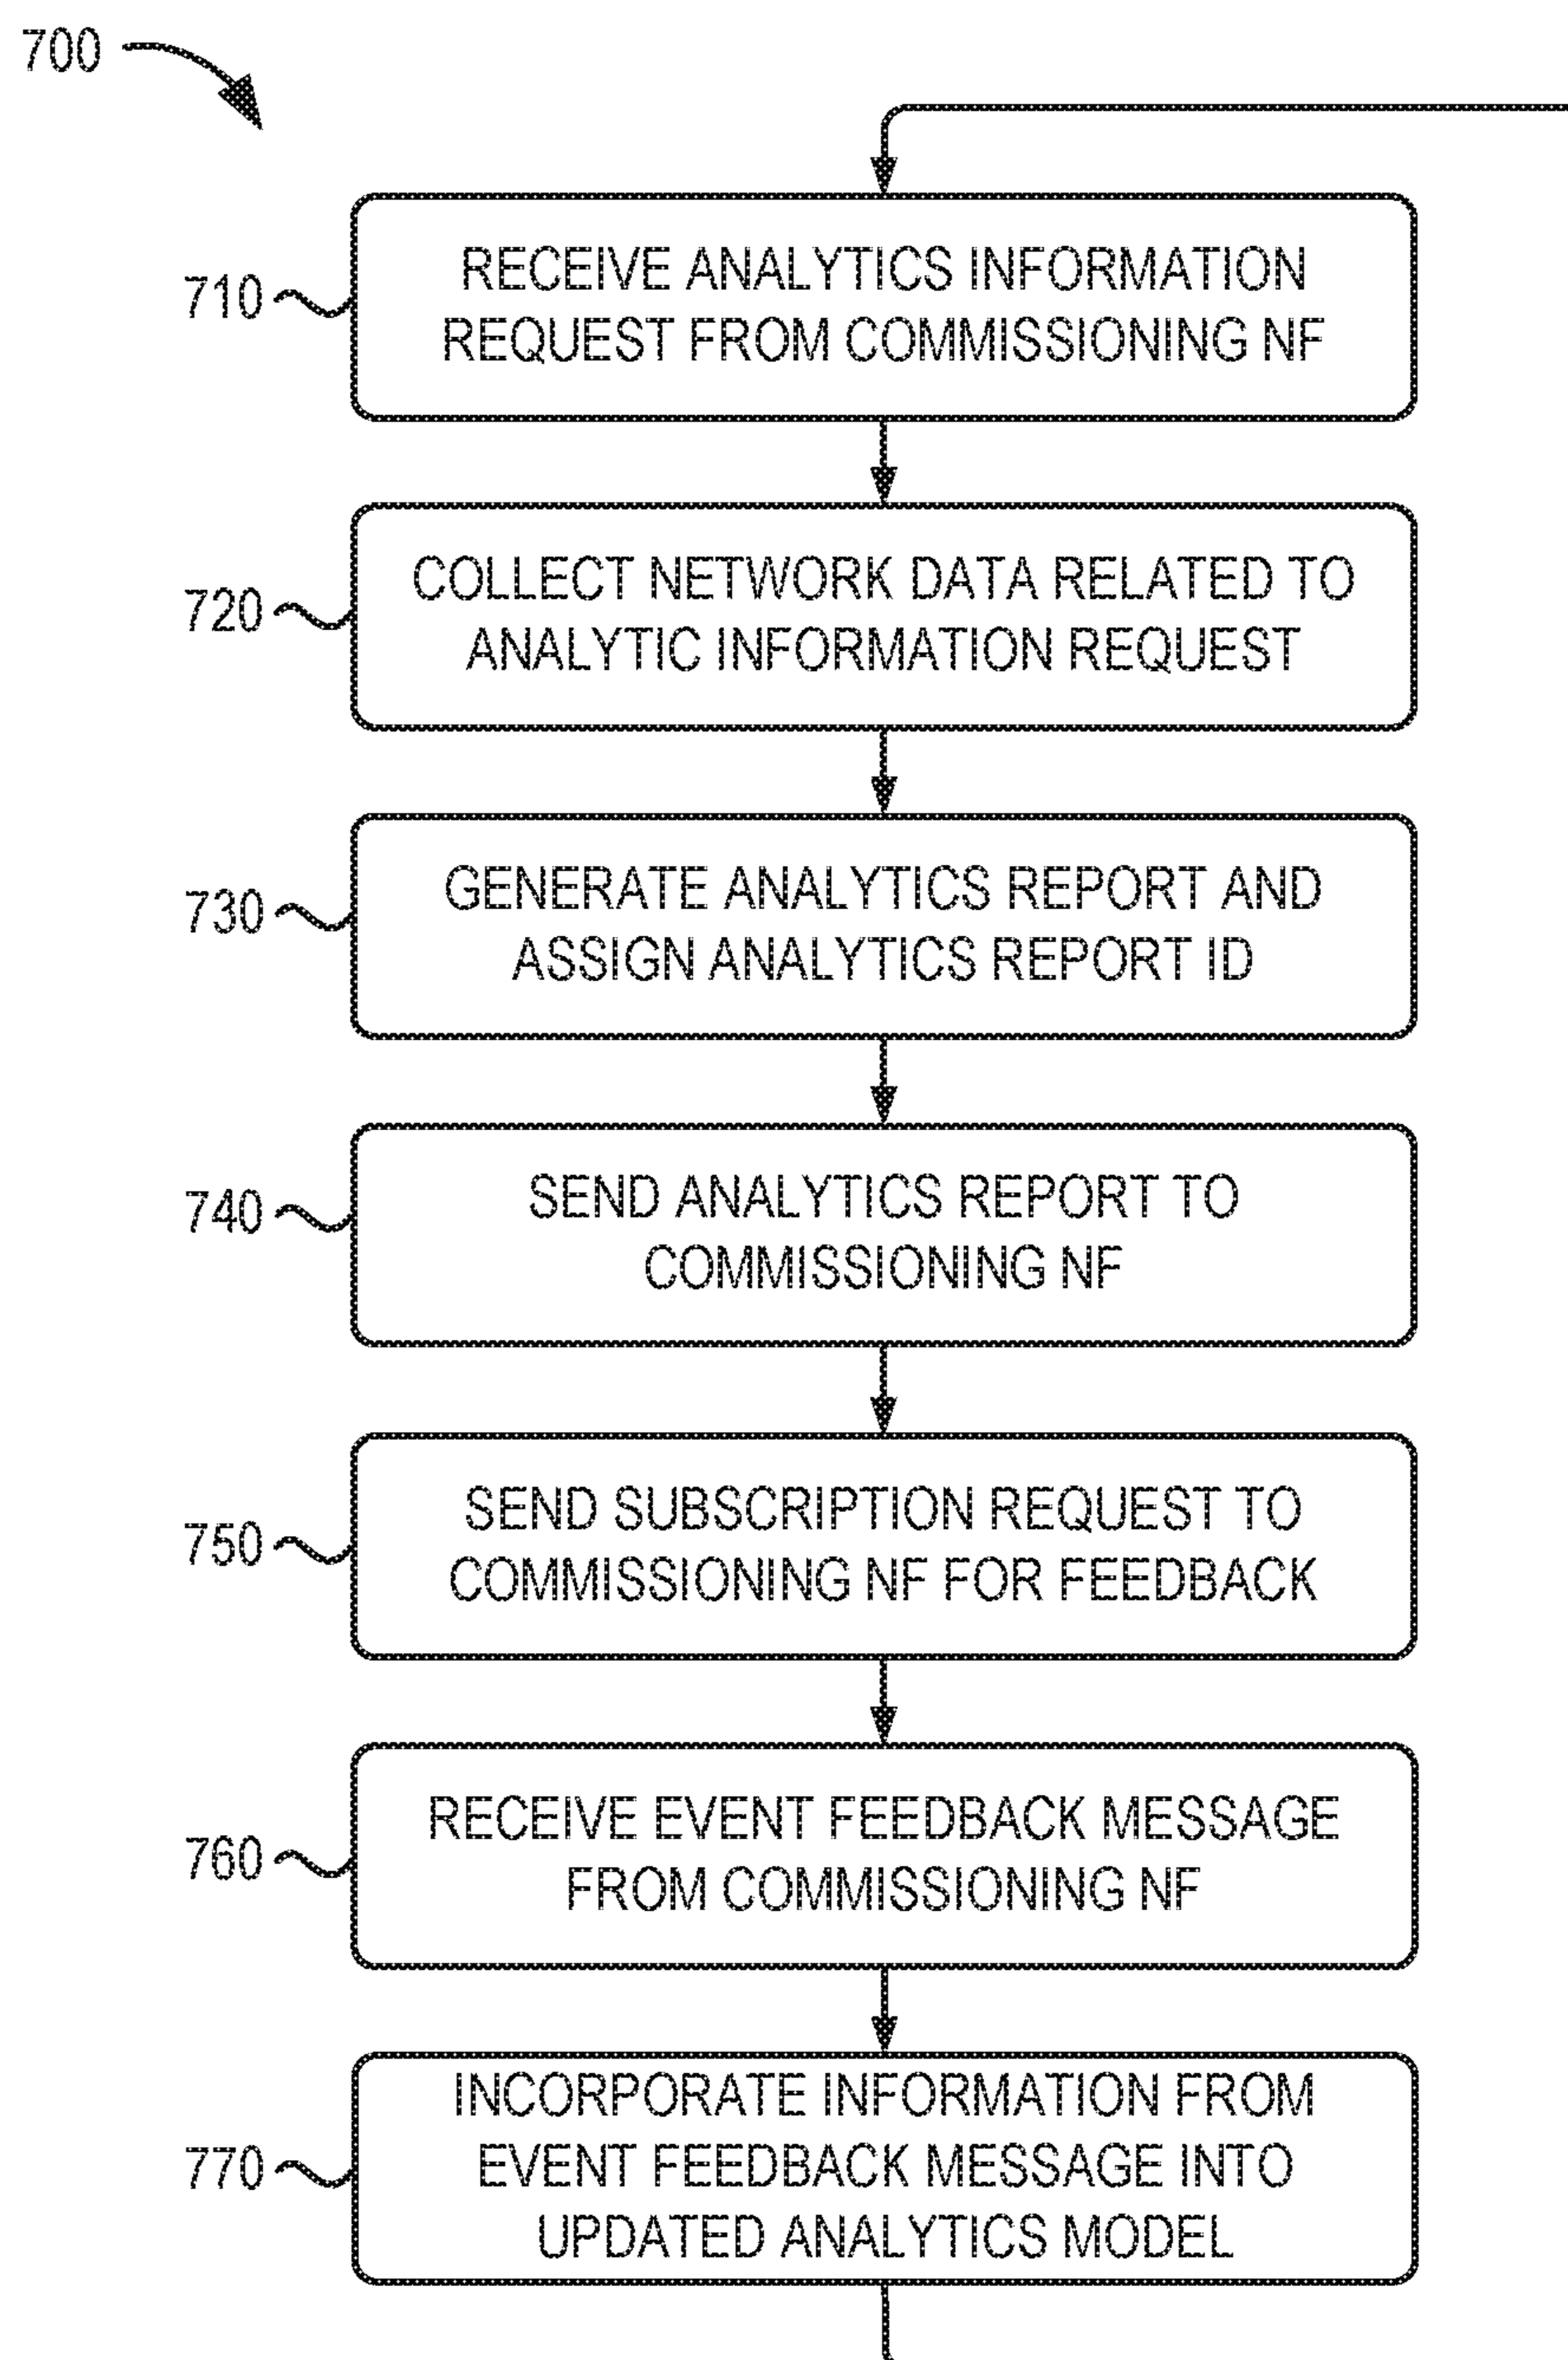 700
710
RECEIVE ANALYTICS INFORMATION
REQUEST FROM COMMISSIONING NF
720
COLLECT NETWORK DATA RELATED TO
ANALYTIC INFORMATION REQUEST
730
GENERATE ANALYTICS REPORT AND
ASSIGN ANALYTICS REPORT ID
740
SEND ANALYTICS REPORT TO
COMMISSIONING NF
750
SEND SUBSCRIPTION REQUEST TO
COMMISSIONING NF FOR FEEDBACK
760
RECEIVE EVENT FEEDBACK MESSAGE
FROM COMMISSIONING NF
770
INCORPORATE INFORMATION FROM
EVENT FEEDBACK MESSAGE INTO
UPDATED ANALYTICS MODEL